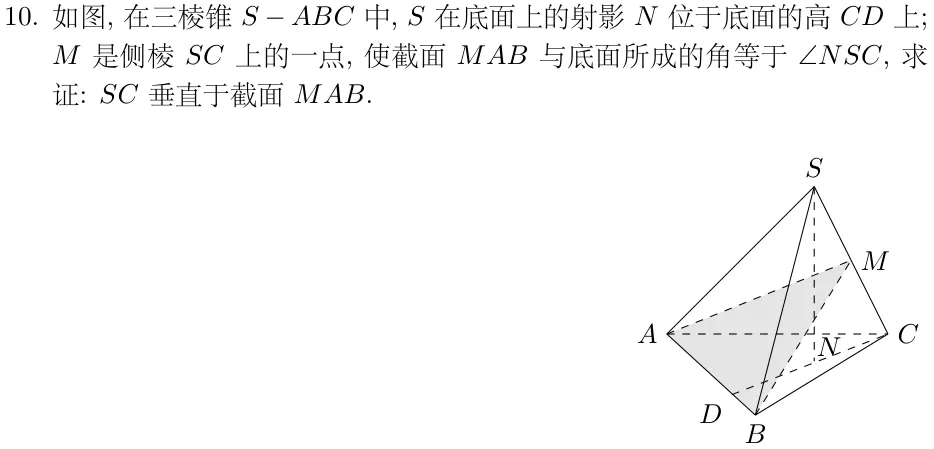 10. 如图, 在三棱锥 S − ABC 中, S 在底面上的射影 N 位于底面的高 CD 上;
M 是侧棱 SC 上的一点, 使截面 MAB 与底面所成的角等于 ∠NSC, 求
证: SC 垂直于截面 MAB.
S
M
A
N
C
D
B